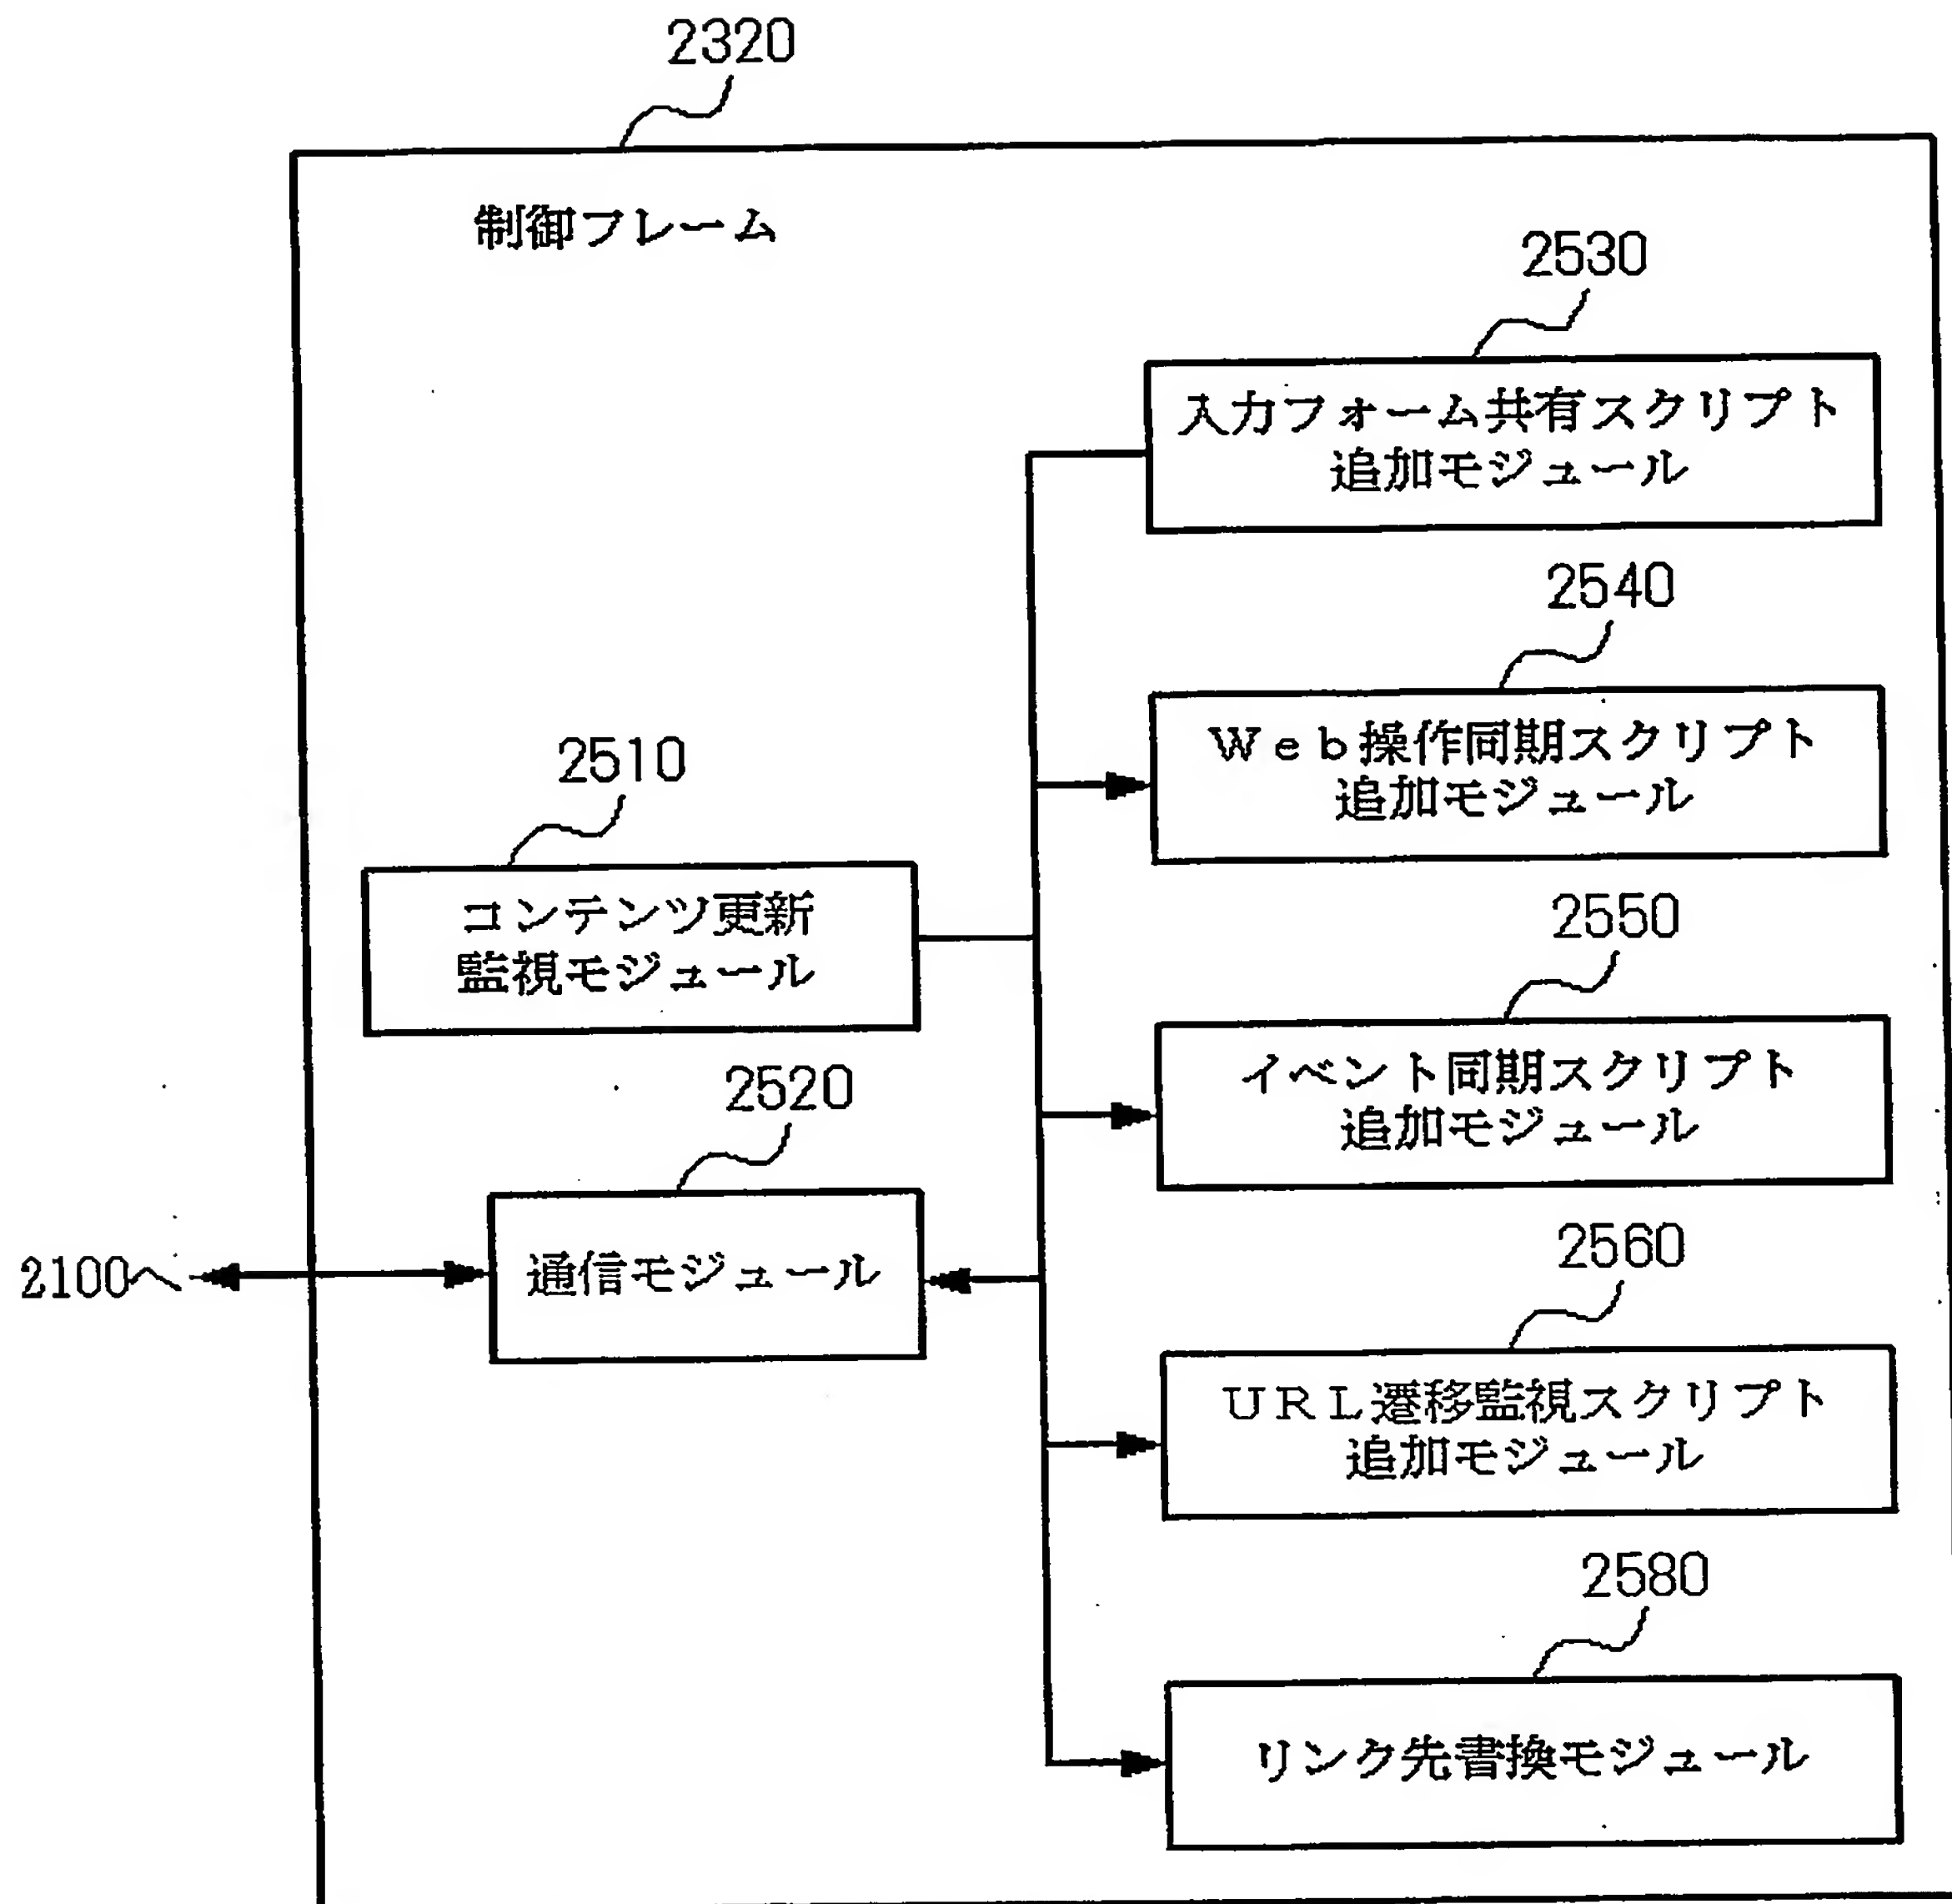 2320
制御フレーム
2530
入力フォーム共有スクリプト
追加モジュール
2540
Web操作同期スクリプト
追加モジュール
2510
コンテンツ更新
監視モジュール
2550
イベント同期スクリプト
追加モジュール
2520
通信モジュール
2100へ
2560
URL遷移監視スクリプト
追加モジュール
2580
リンク先書換モジュール